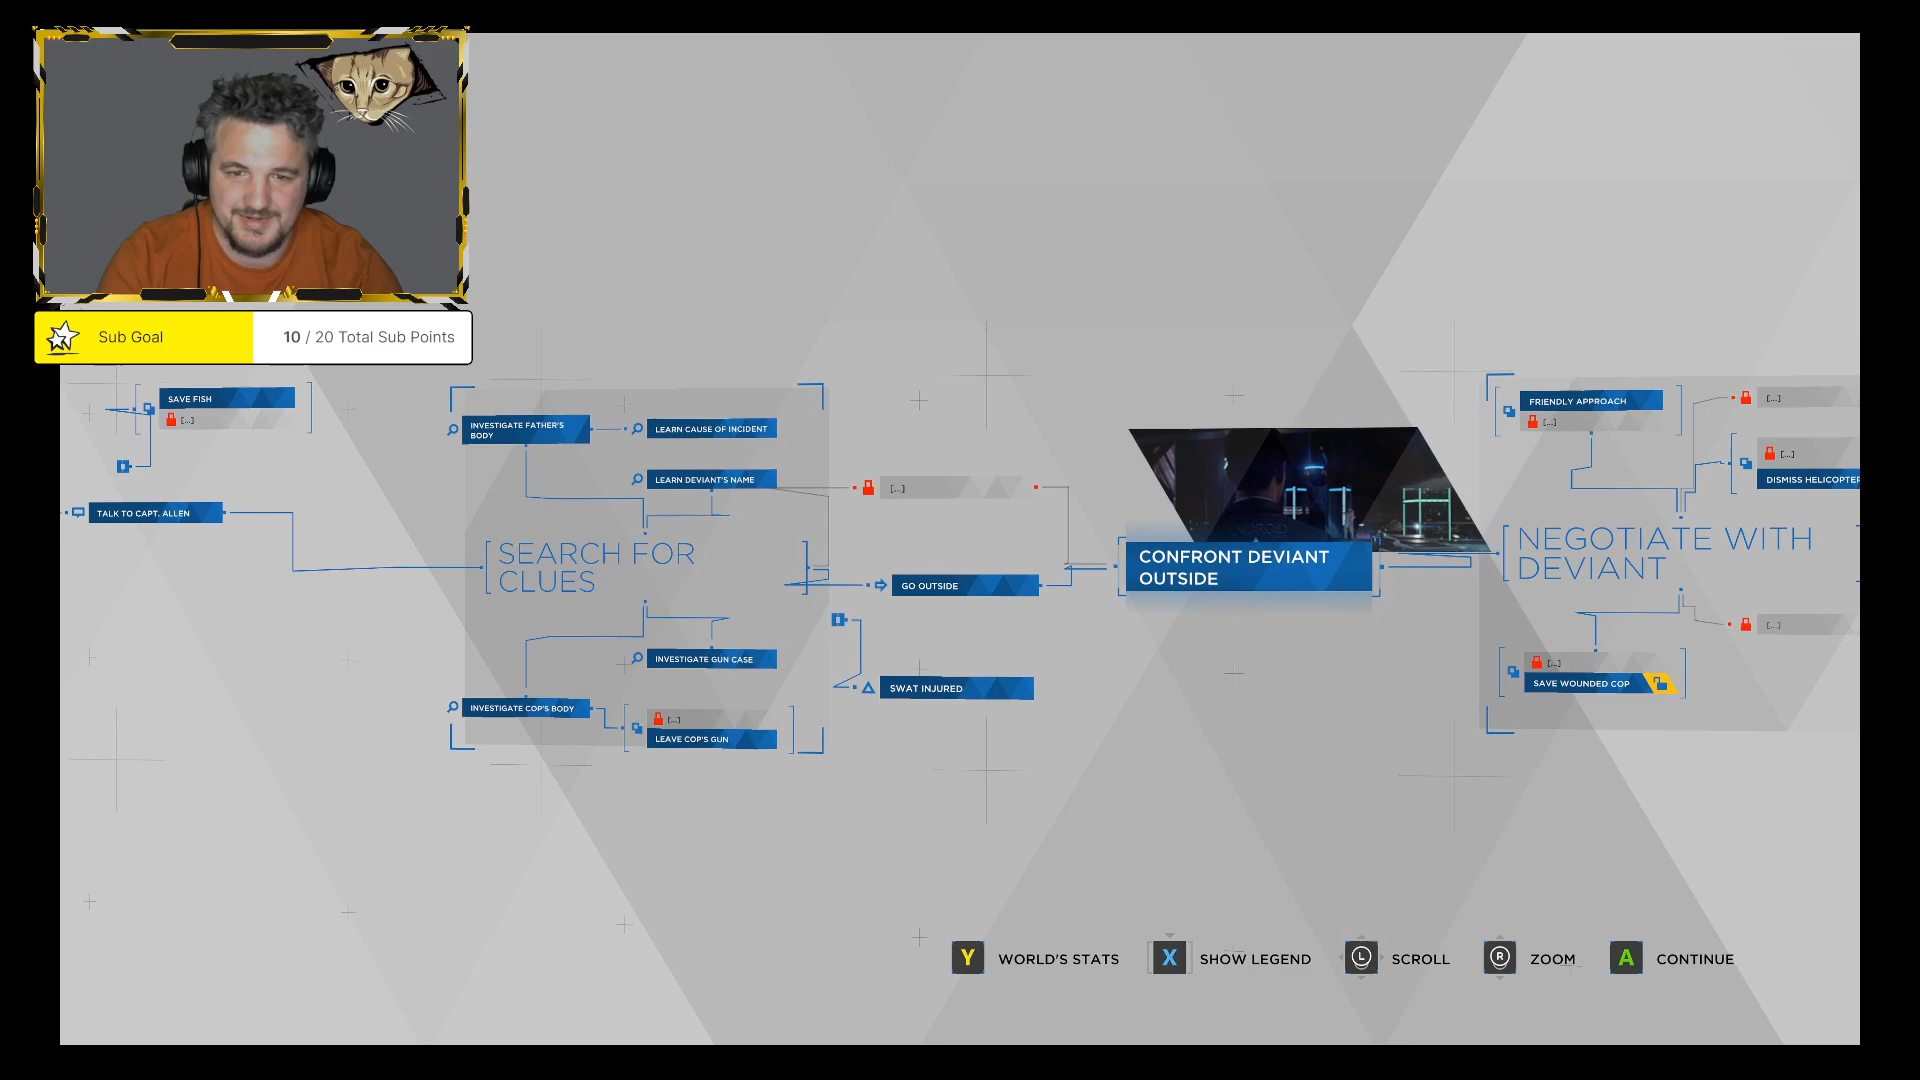 Sub Goal
10 / 20 Total Sub Points
SAVE FISH
[...]
TALK TO CAPT. ALLEN
INVESTIGATE FATHER'S
BODY
LEARN CAUSE OF INCIDENT
LEARN DEVIANT'S NAME
SEARCH FOR
CLUES
INVESTIGATE GUN CASE
INVESTIGATE COP'S BODY
[...]
LEAVE COP'S GUN
[...]
GO OUTSIDE
SWAT INJURED
CONFRONT DEVIANT
OUTSIDE
FRIENDLY APPROACH
[...]
[...]
[...]
DISMISS HELICOPTER
NEGOTIATE WITH
DEVIANT
[...]
[...]
SAVE WOUNDED COP
Y WORLD'S STATS
X SHOW LEGEND
L SCROLL
R ZOOM
A CONTINUE